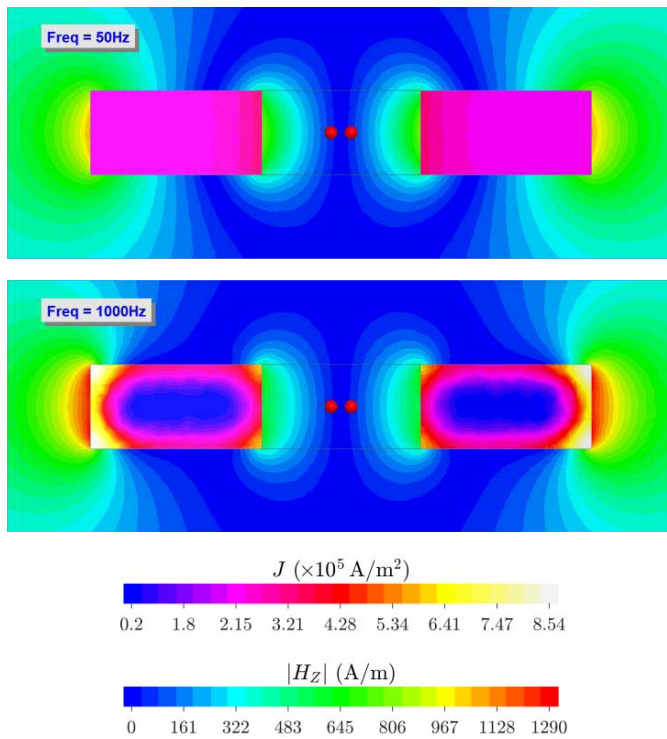 Freq = 50Hz
Freq = 1000Hz
J (×10⁵ A/m²)
0.2 1.8 2.15 3.21 4.28 5.34 6.41 7.47 8.54
|H_Z| (A/m)
0 161 322 483 645 806 967 1128 1290